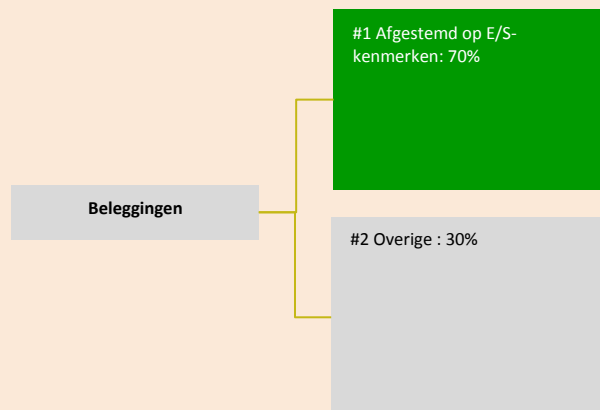 #1 Afgestemd op E/S-
kenmerken: 70%
Beleggingen
#2 Overige : 30%